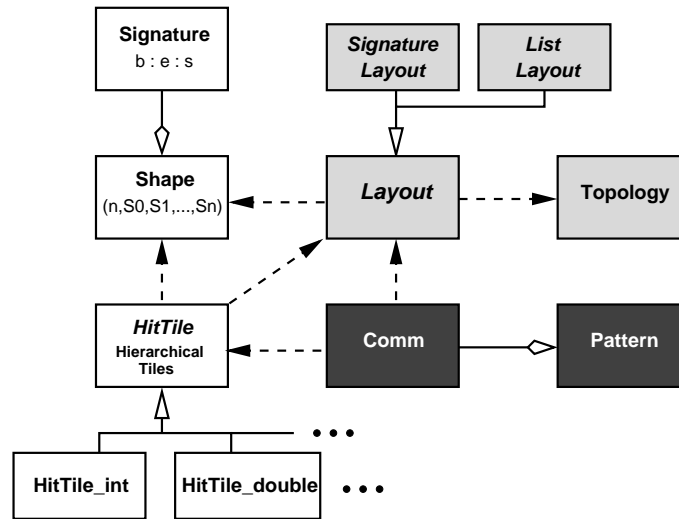 Signature
b : e : s
Signature
Layout
List
Layout
Shape
(n,S0,S1,...,Sn)
Layout
Topology
HitTile
Hierarchical
Tiles
Comm
Pattern
HitTile_int
HitTile_double